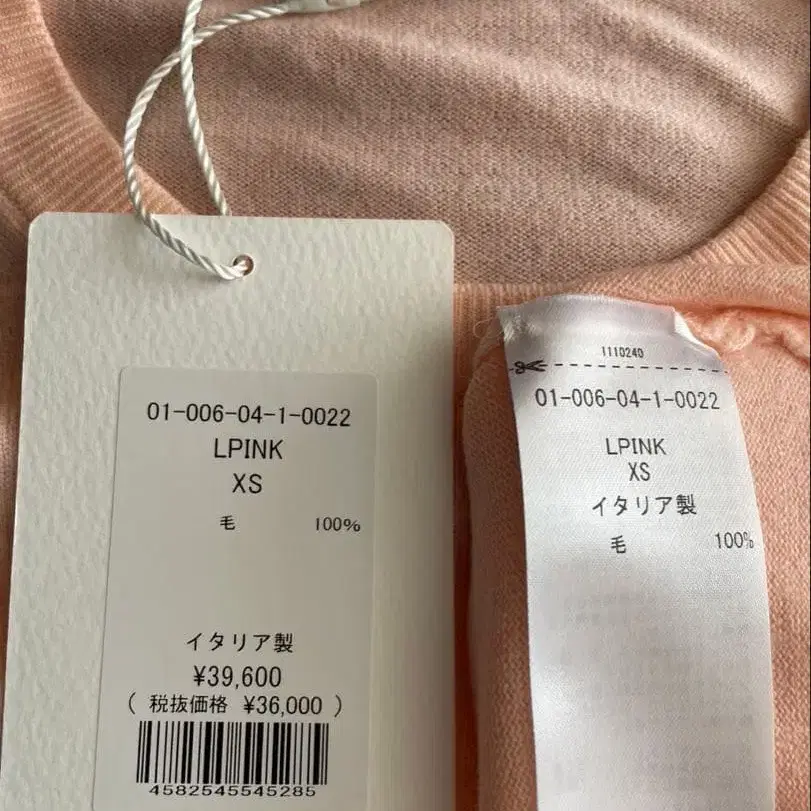 01-006-04-1-0022
LPINK
XS
毛 100%
イタリア製
¥39,600
( 税抜価格 ¥36,000 )
4582545545285
1110240
01-006-04-1-0022
LPINK
XS
イタリア製
毛 100%